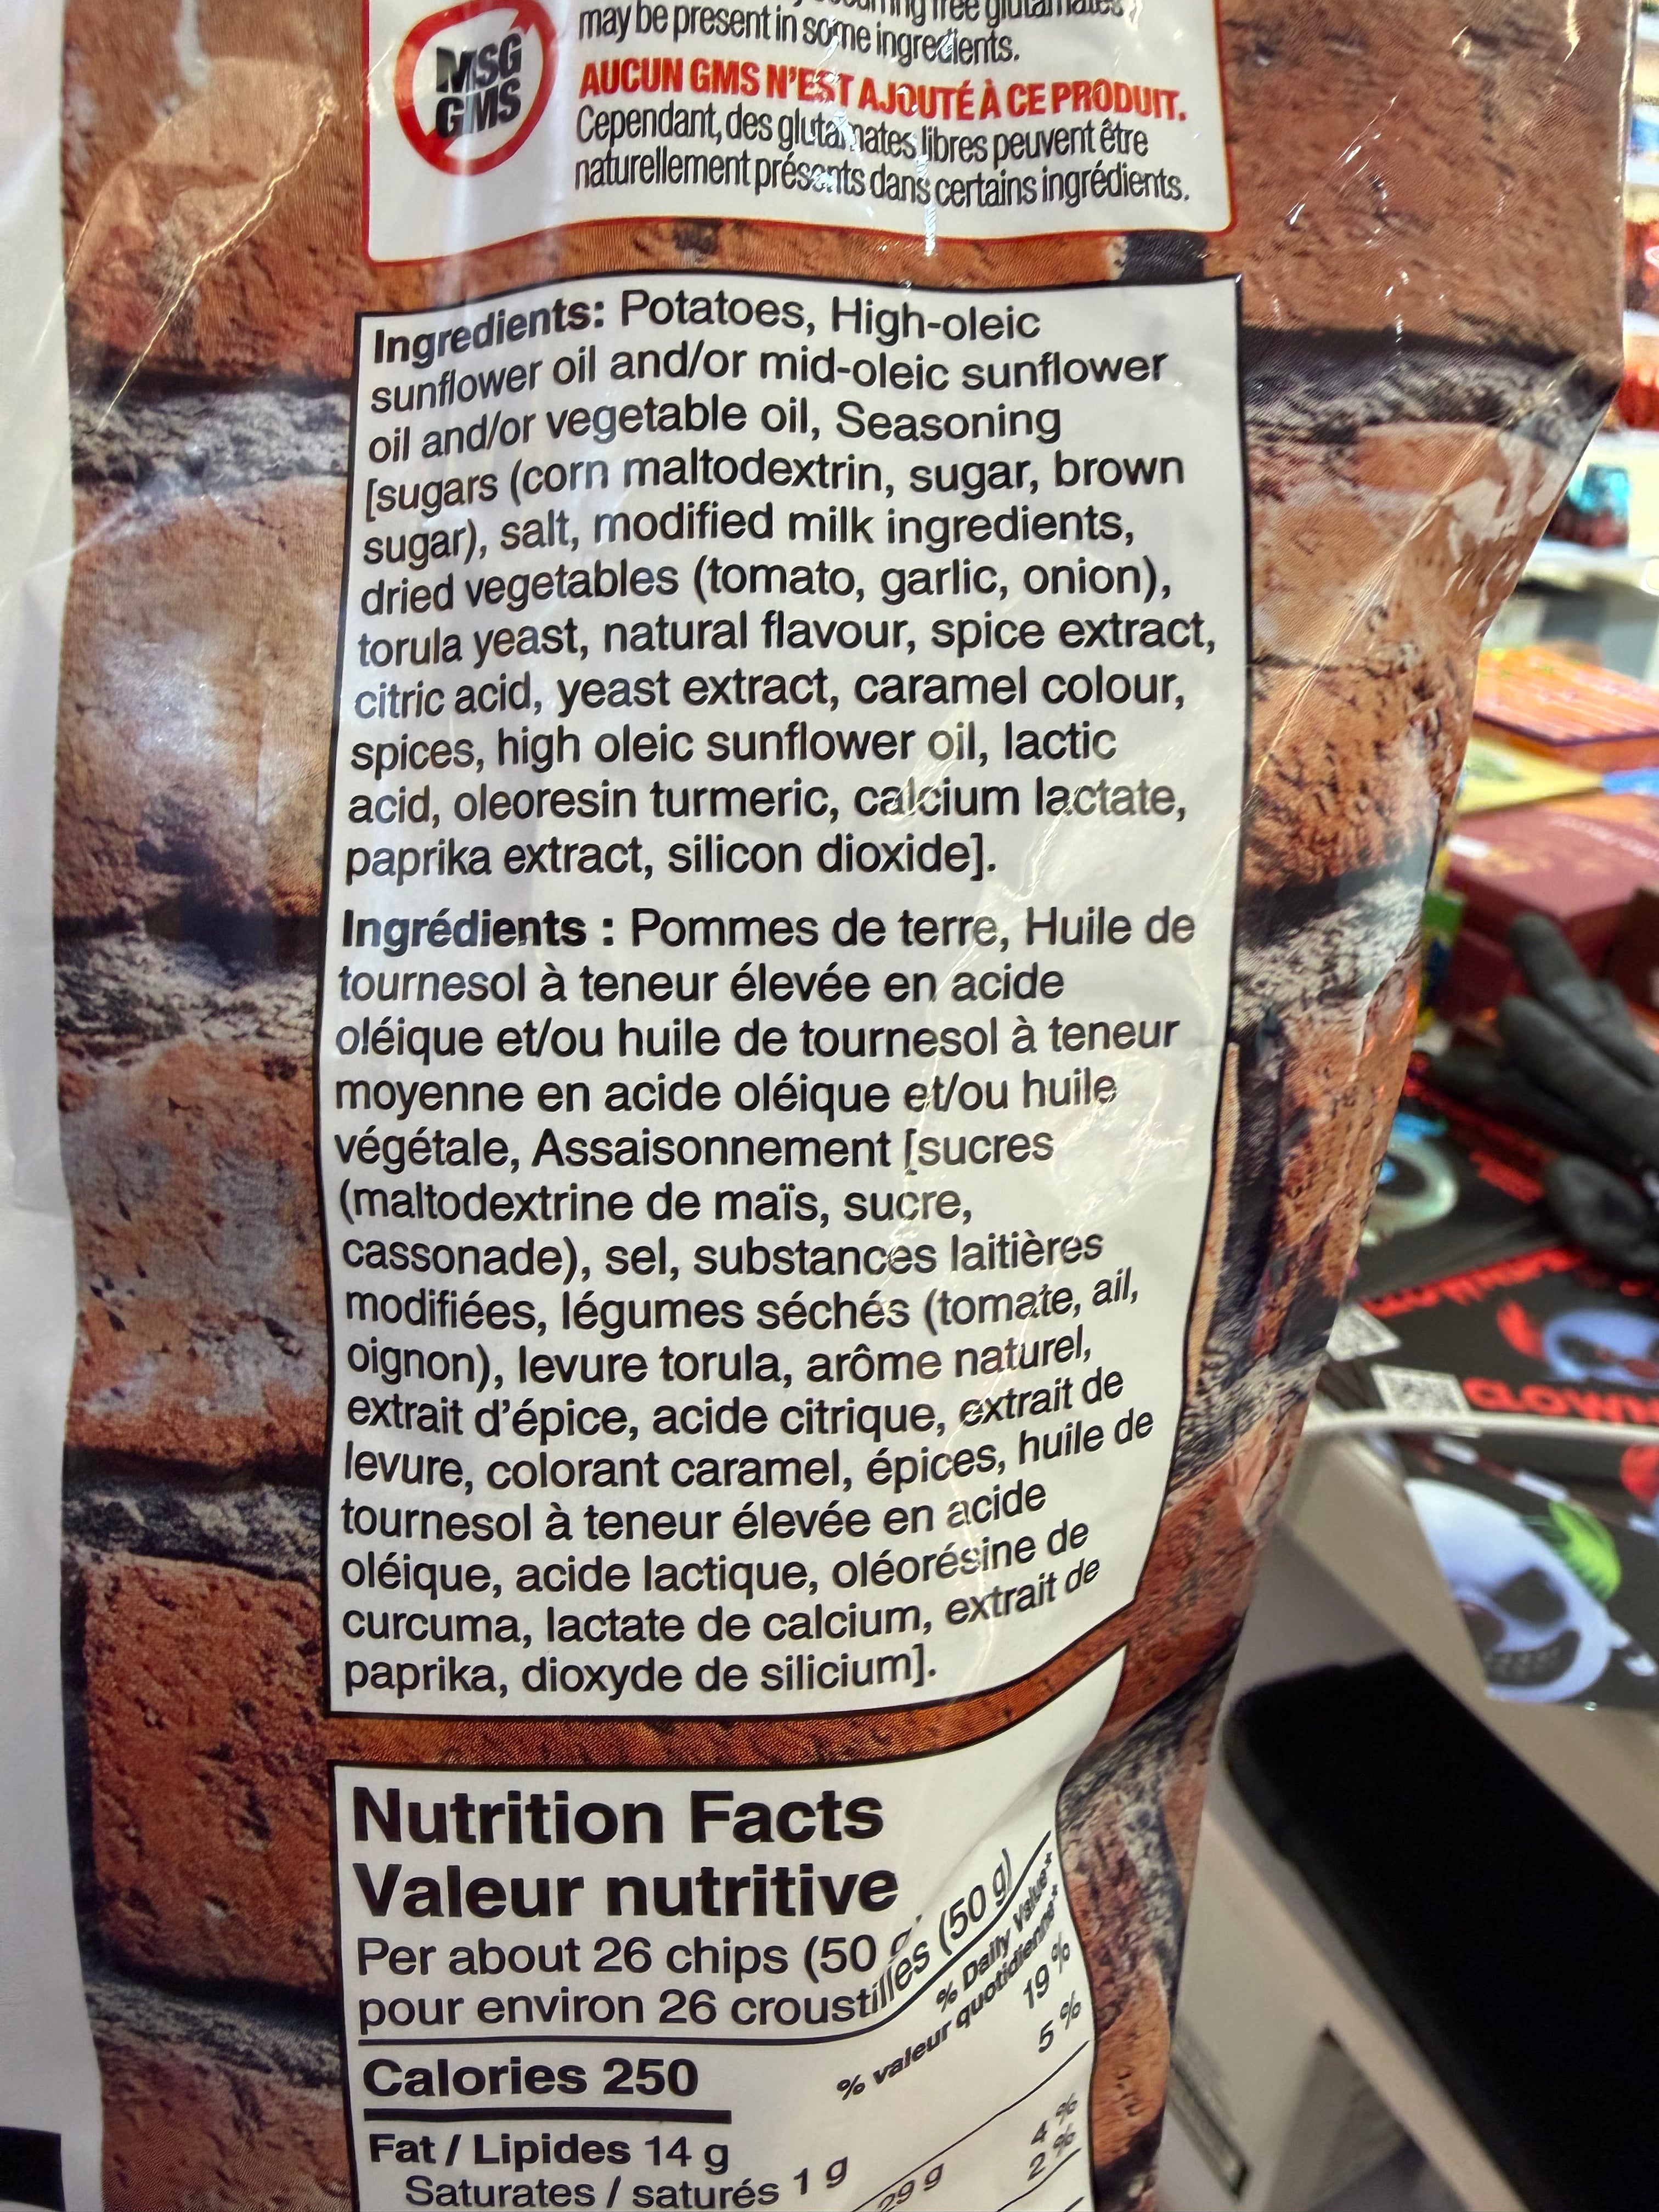 MSG
GMS
may be present in some ingredients.
AUCUN GMS N'EST AJOUTÉ À CE PRODUIT.
Cependant, des glutamates libres peuvent être
naturellement présents dans certains ingrédients.
Ingredients: Potatoes, High-oleic
sunflower oil and/or mid-oleic sunflower
oil and/or vegetable oil, Seasoning
[sugars (corn maltodextrin, sugar, brown
sugar), salt, modified milk ingredients,
dried vegetables (tomato, garlic, onion),
torula yeast, natural flavour, spice extract,
citric acid, yeast extract, caramel colour,
spices, high oleic sunflower oil, lactic
acid, oleoresin turmeric, calcium lactate,
paprika extract, silicon dioxide].
Ingrédients : Pommes de terre, Huile de
tournesol à teneur élevée en acide
oléique et/ou huile de tournesol à teneur
moyenne en acide oléique et/ou huile
végétale, Assaisonnement [sucres
(maltodextrine de maïs, sucre,
cassonade), sel, substances laitières
modifiées, légumes séchés (tomate, ail,
oignon), levure torula, arôme naturel,
extrait d'épice, acide citrique, extrait de
levure, colorant caramel, épices, huile de
tournesol à teneur élevée en acide
oléique, acide lactique, oléorésine de
curcuma, lactate de calcium, extrait de
paprika, dioxyde de silicium].
Nutrition Facts
Valeur nutritive
Per about 26 chips (50
pour environ 26 croustilles (50 g)
Calories 250
% Daily Value*
% valeur quotidienne*
Fat / Lipides 14 g
19 %
Saturates / saturés 1 g
5 %
29 g
4 %
2 %